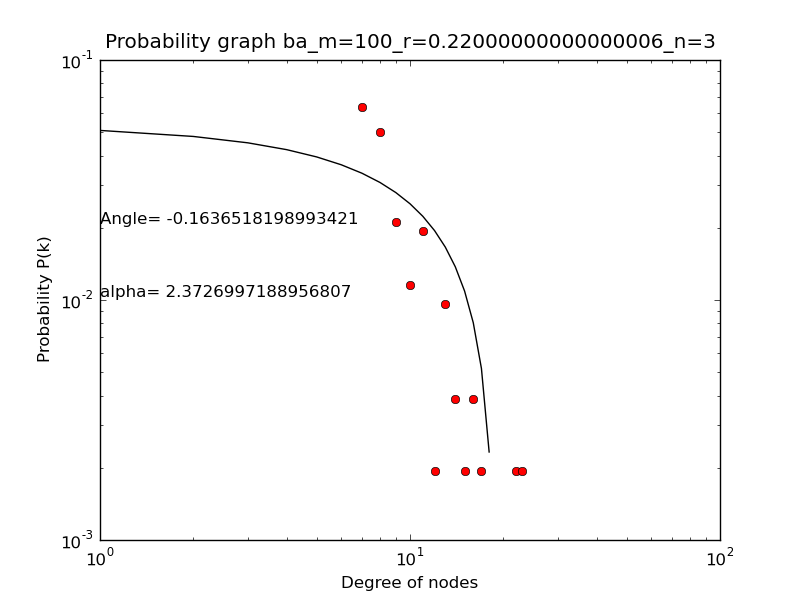 Probability graph ba_m=100_r=0.22000000000000006_n=3
10^-1
Probability P(k)
Angle= -0.1636518198993421
10^-2
alpha= 2.3726997188956807
10^-3
10^0 10^1 10^2
Degree of nodes